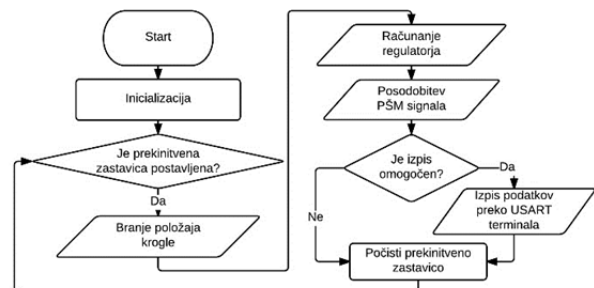 Start
Inicializacija
Je prekinitvena
zastavica postavljena?
Da
Branje položaja
krogle
Računanje
regulatorja
Posodobitev
PŠM signala
Je izpis
omogočen?
Da
Ne
Izpis podatkov
preko USART
terminala
Počisti prekinitveno
zastavico